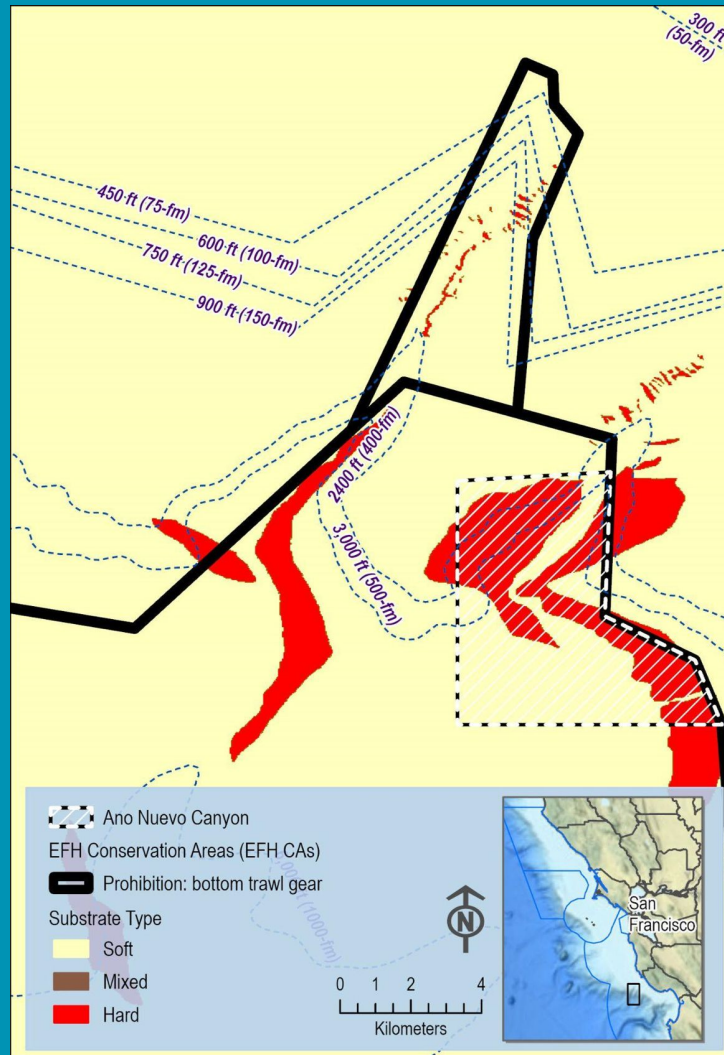 300 ft
(50-fm)
450 ft (75-fm)
600 ft (100-fm)
750 ft (125-fm)
900 ft (150-fm)
2400 ft (400-fm)
3,000 ft (500-fm)
Ano Nuevo Canyon
EFH Conservation Areas (EFH CAs)
Prohibition: bottom trawl gear
Substrate Type
Soft
Mixed
Hard
(1000-fm)
N
0 1 2 4
Kilometers
San
Francisco